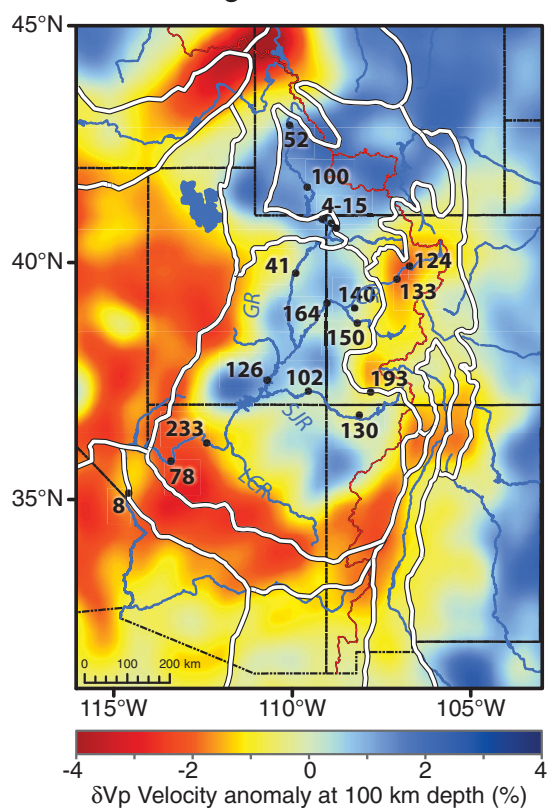 45°N
52
100
4-15
40°N
41
124
133
140
GR
164
150
126
102
193
SJR
130
233
78
LCR
35°N
8
0 100 200 km
115°W 110°W 105°W
-4 -2 0 2 4
δVp Velocity anomaly at 100 km depth (%)